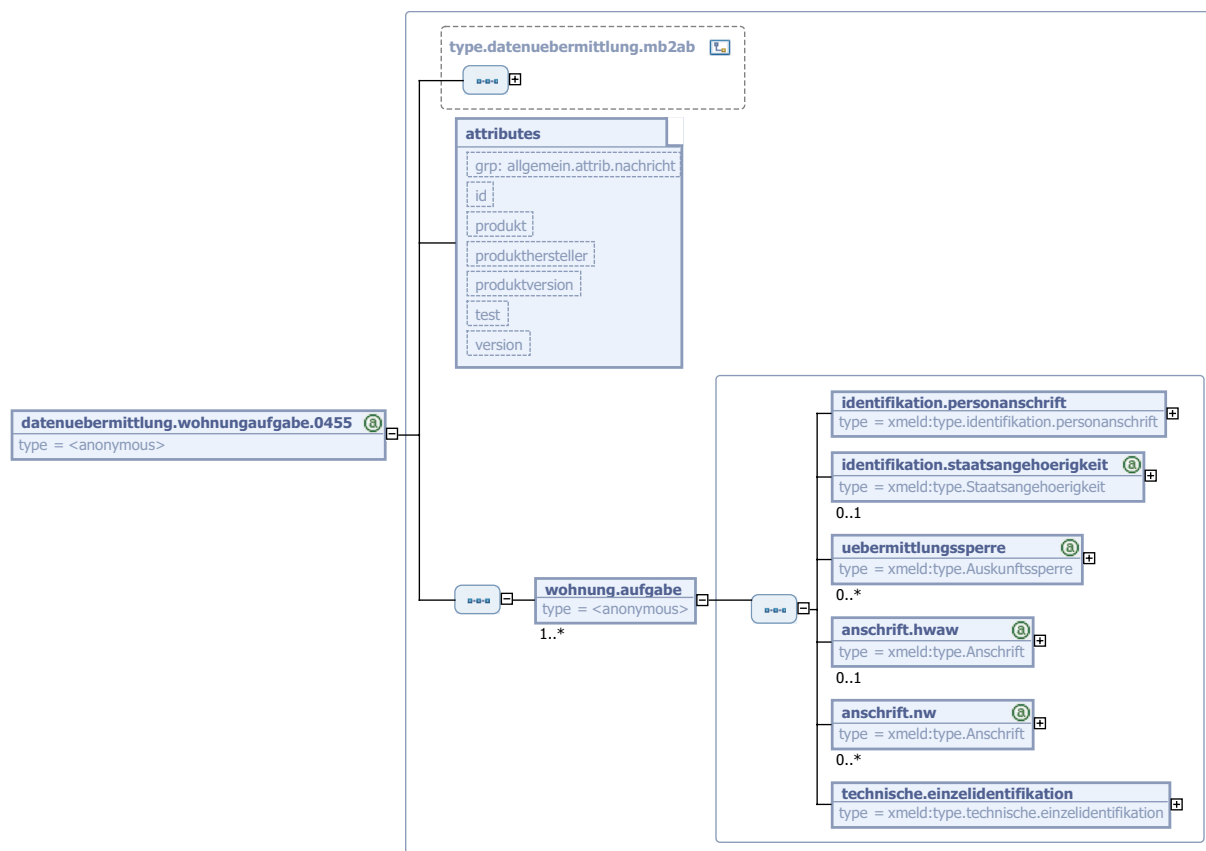 type.datenuebermittlung.mb2ab
attributes
grp: allgemein.attrib.nachricht
id
produkt
produkthersteller
produktversion
test
version
datenuebermittlung.wohnungaufgabe.0455 a
type = <anonymous>
wohnung.aufgabe
type = <anonymous>
1..*
identifikation.personanschrift
type = xmeld:type.identifikation.personanschrift
identifikation.staatsangehoerigkeit a
type = xmeld:type.Staatsangehoerigkeit
0..1
uebermittlungssperre a
type = xmeld:type.Auskunftssperre
0..*
anschrift.hwaw a
type = xmeld:type.Anschrift
0..1
anschrift.nw a
type = xmeld:type.Anschrift
0..*
technische.einzelidentifikation
type = xmeld:type.technische.einzelidentifikation